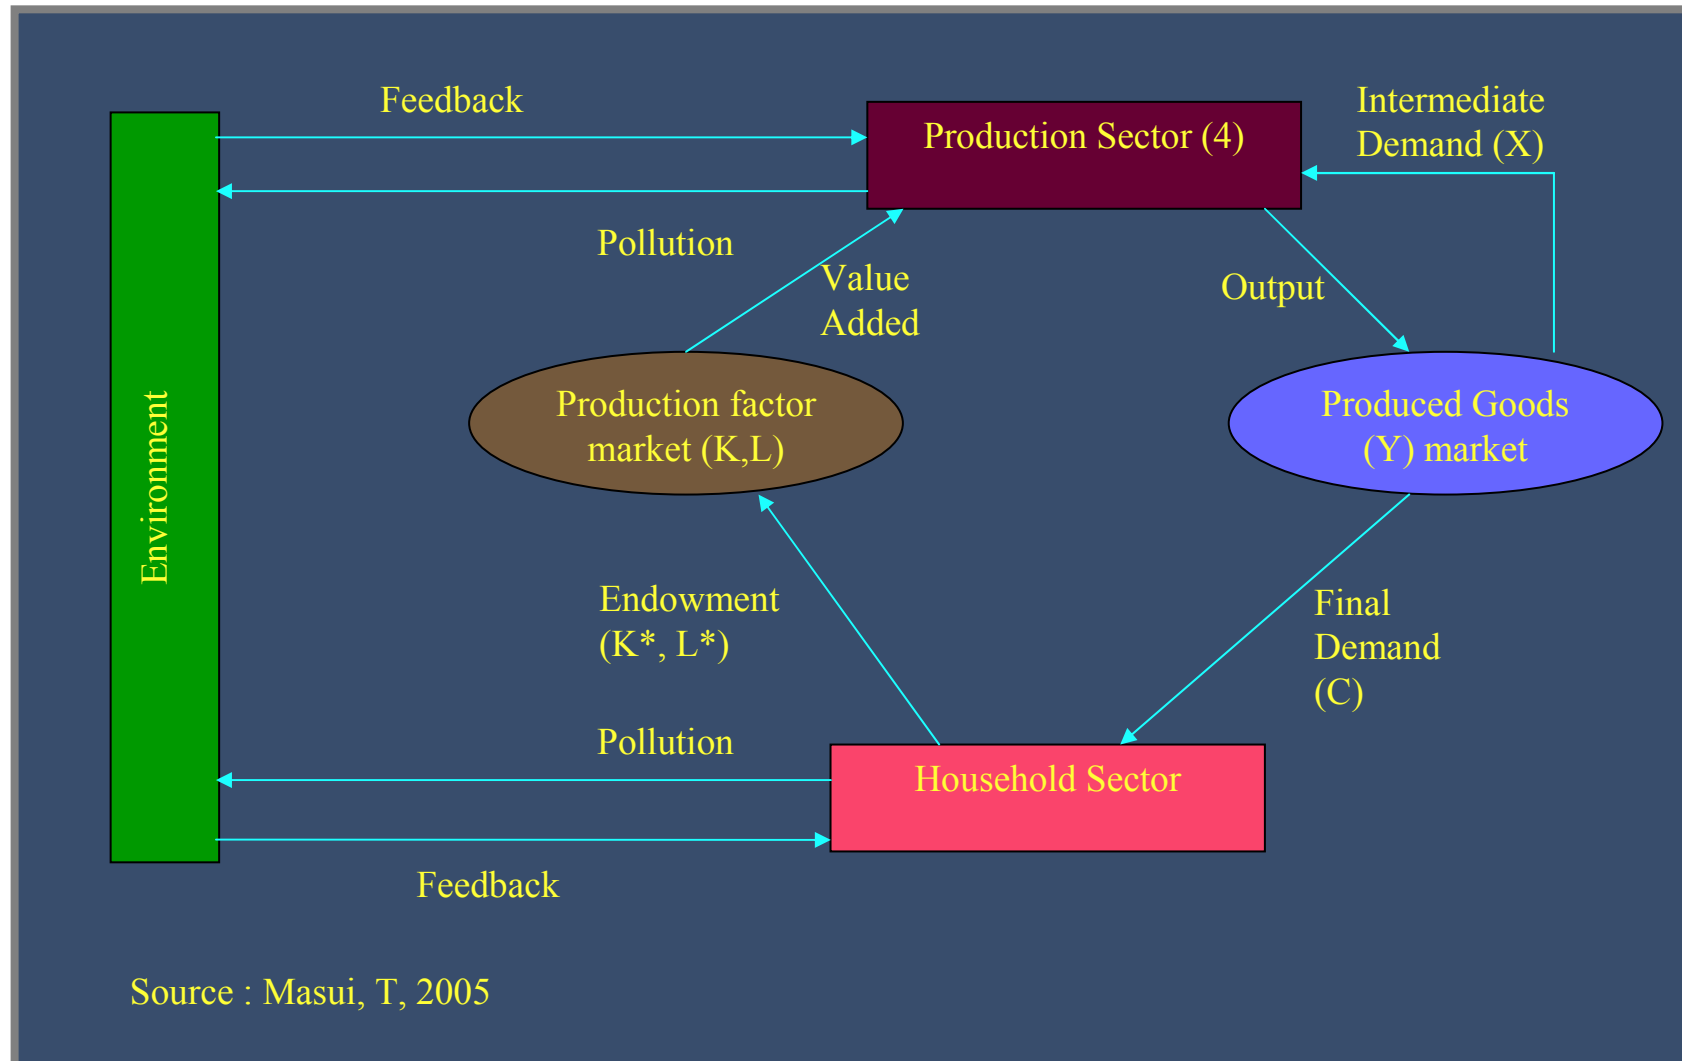 Feedback
Production Sector (4)
Intermediate
Demand (X)
Pollution
Value
Added
Output
Environment
Production factor
market (K,L)
Produced Goods
(Y) market
Endowment
(K*, L*)
Final
Demand
(C)
Pollution
Household Sector
Feedback
Source : Masui, T, 2005